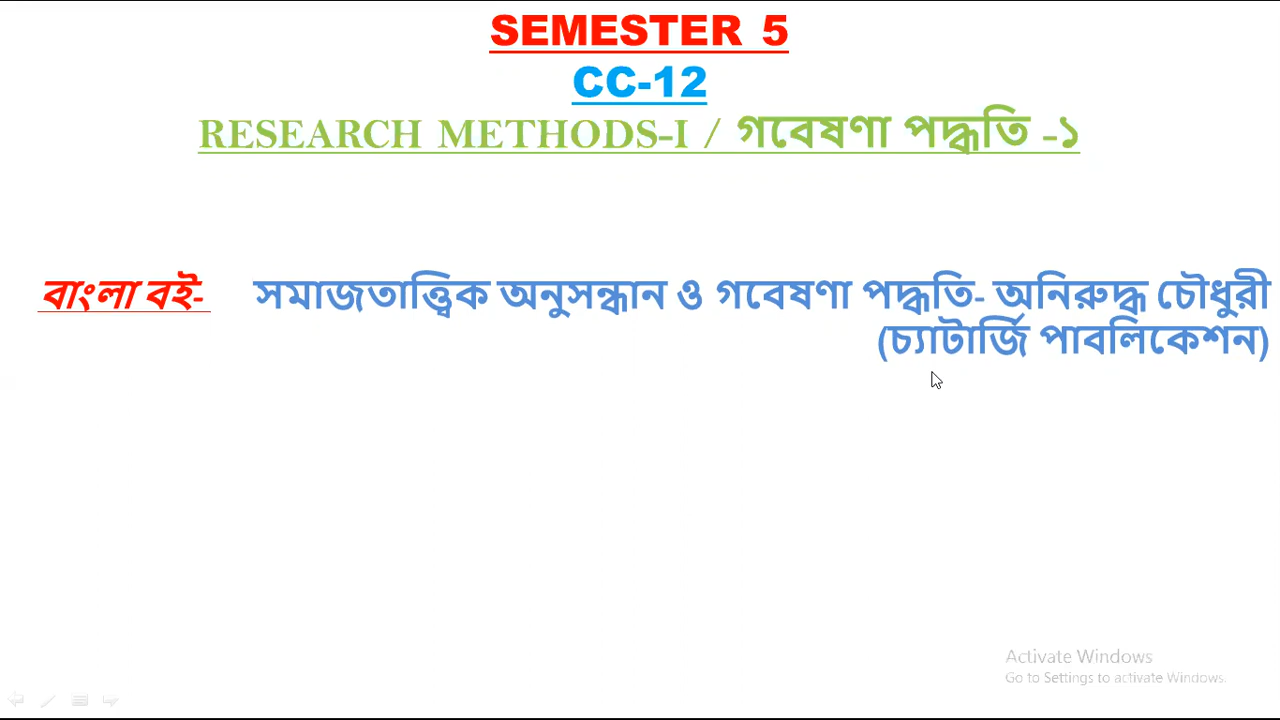 SEMESTER 5
CC-12
RESEARCH METHODS-I / গবেষণা পদ্ধতি -১
বাংলা বই- সমাজতাত্ত্বিক অনুসন্ধান ও গবেষণা পদ্ধতি- অনিরুদ্ধ চৌধুরী
(চ্যাটার্জি পাবলিকেশন)
Activate Windows
Go to Settings to activate Windows.